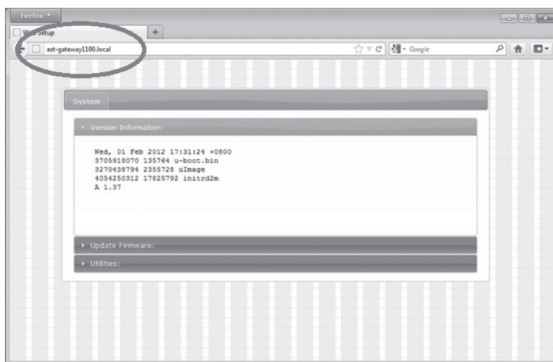 Firefox
Web Setup
ast-gateway1100.local
Google
System
Version Information:
Wed, 01 Feb 2012 17:31:24 +0800
3705918070 135764 u-boot.bin
3270438794 2355728 uImage
4054250312 17825792 initrd2m
A 1.37
Update Firmware:
Utilities: